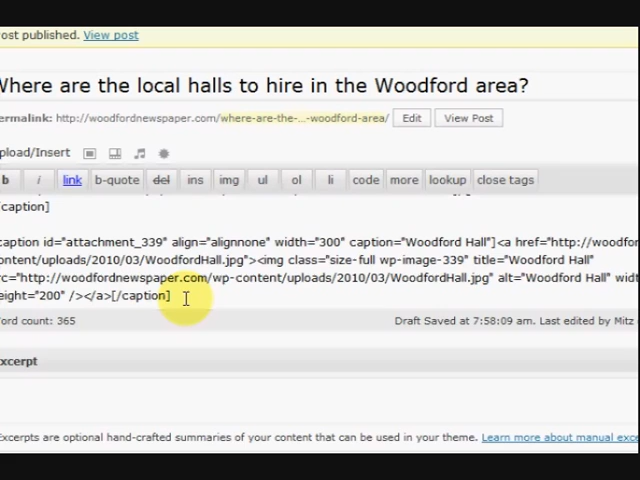 ost published. View post
Where are the local halls to hire in the Woodford area?
ermalink: http://woodfordnewspaper.com/where-are-the-...-woodford-area/ Edit View Post
pload/Insert
b i link b-quote del ins img ul ol li code more lookup close tags
caption]
caption id="attachment_339" align="alignnone" width="300" caption="Woodford Hall"]<a href="http://woodfor
ontent/uploads/2010/03/WoodfordHall.jpg"><img class="size-full wp-image-339" title="Woodford Hall"
rc="http://woodfordnewspaper.com/wp-content/uploads/2010/03/WoodfordHall.jpg" alt="Woodford Hall" widt
eight="200" /></a>[/caption]
ord count: 365 Draft Saved at 7:58:09 am. Last edited by Mitz
xcerpt
Excerpts are optional hand-crafted summaries of your content that can be used in your theme. Learn more about manual exce